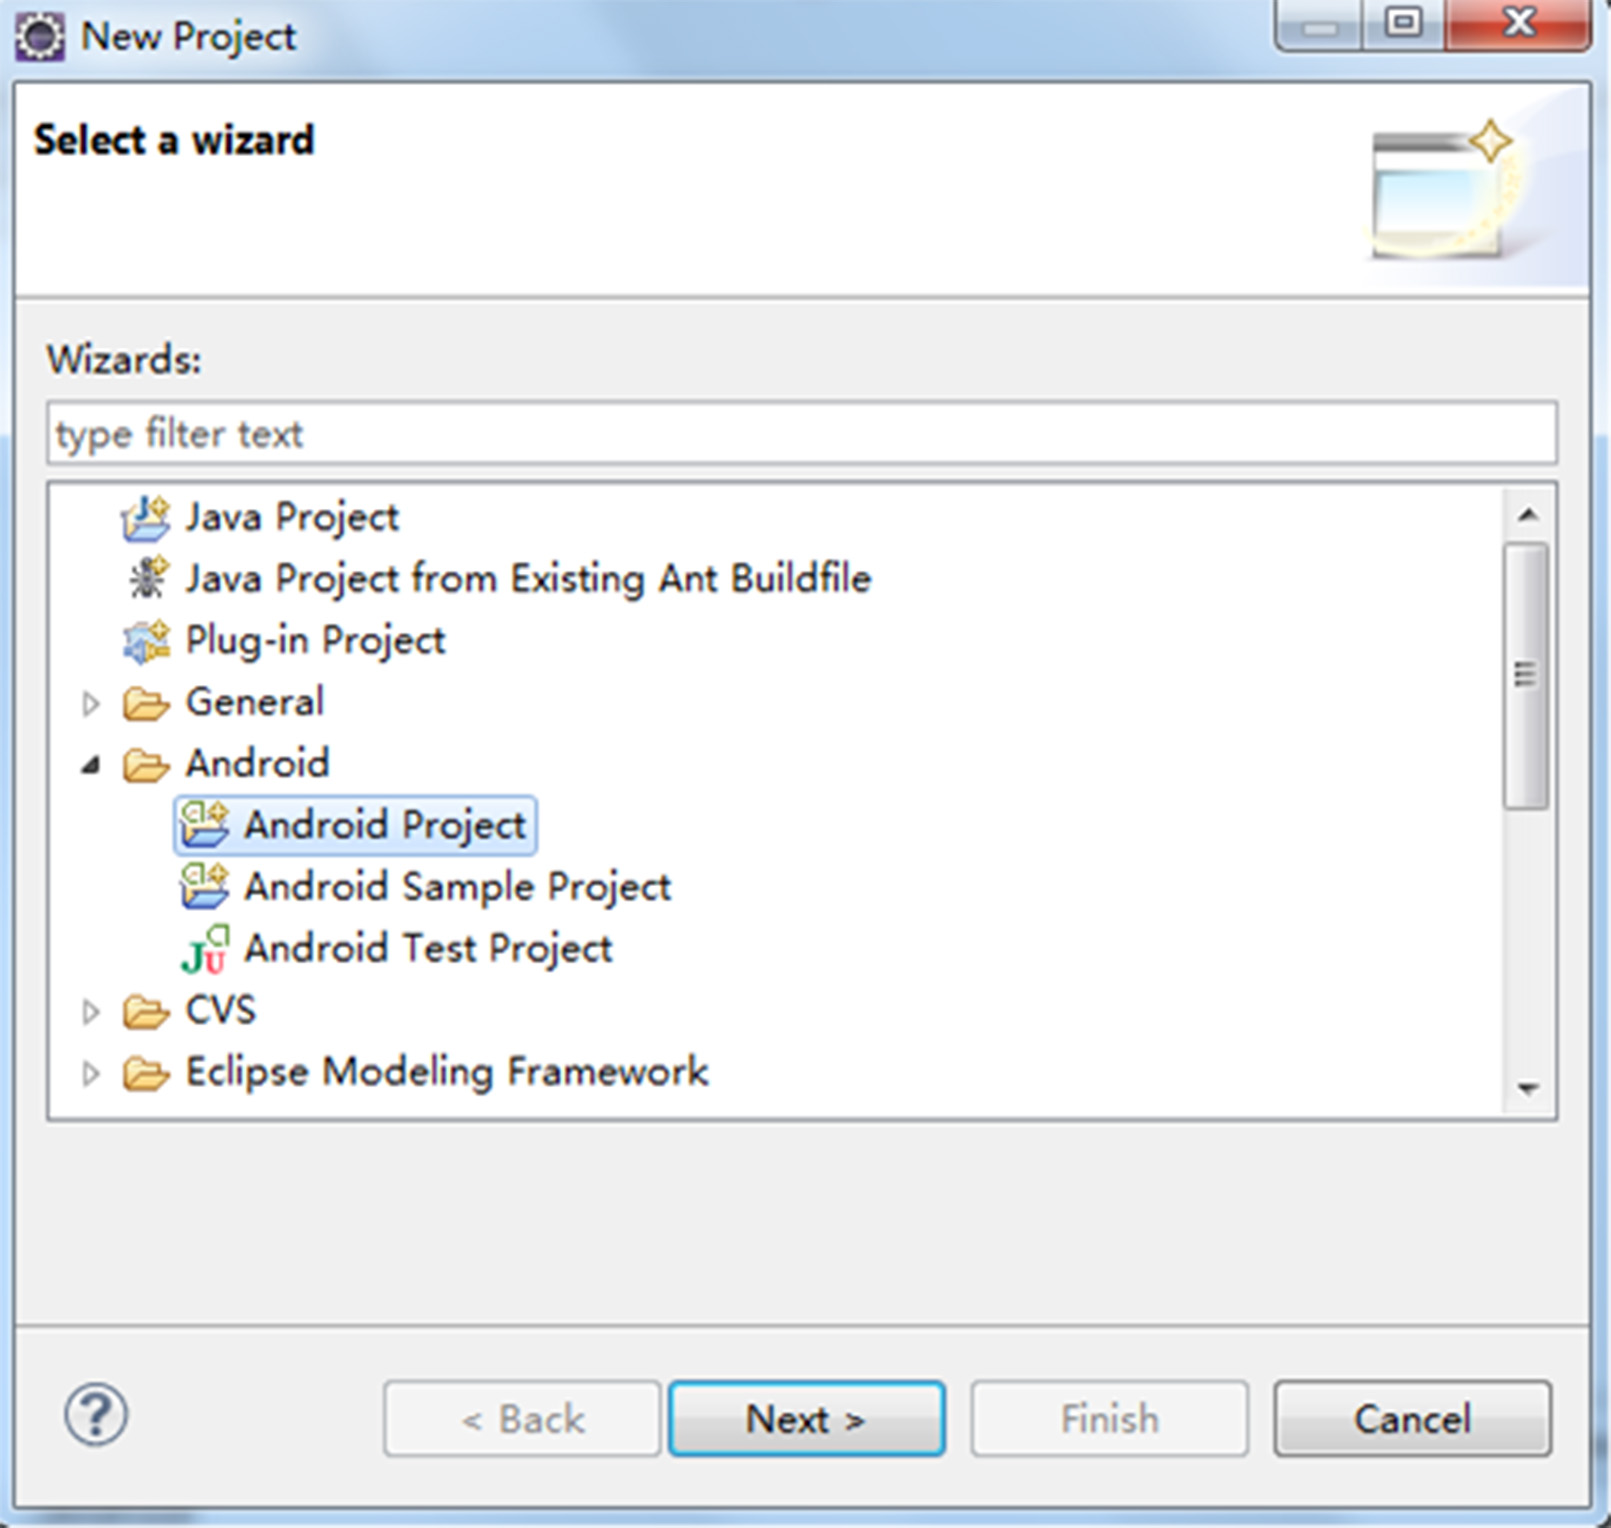 New Project
Select a wizard
Wizards:
type filter text
Java Project
Java Project from Existing Ant Buildfile
Plug-in Project
General
Android
Android Project
Android Sample Project
Android Test Project
CVS
Eclipse Modeling Framework
< Back Next > Finish Cancel